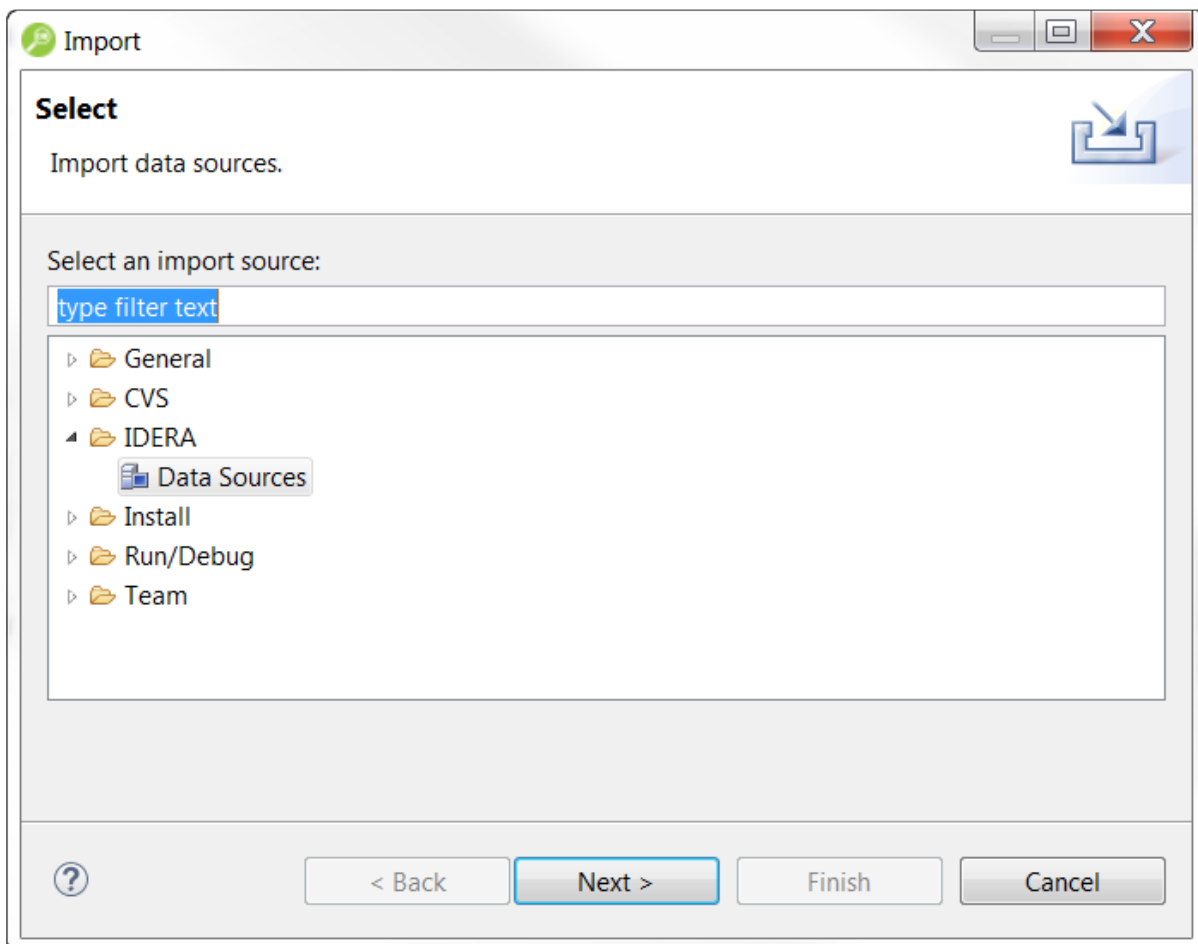 Import
Select
Import data sources.
Select an import source:
type filter text
General
CVS
IDERA
Data Sources
Install
Run/Debug
Team
? < Back Next > Finish Cancel